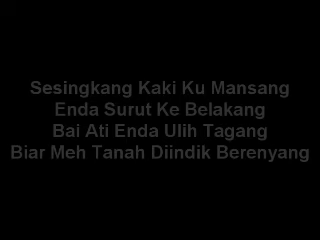 Sesingkang Kaki Ku Mansang
Enda Surut Ke Belakang
Bai Ati Enda Ulih Tagang
Biar Meh Tanah Diindik Berenyang